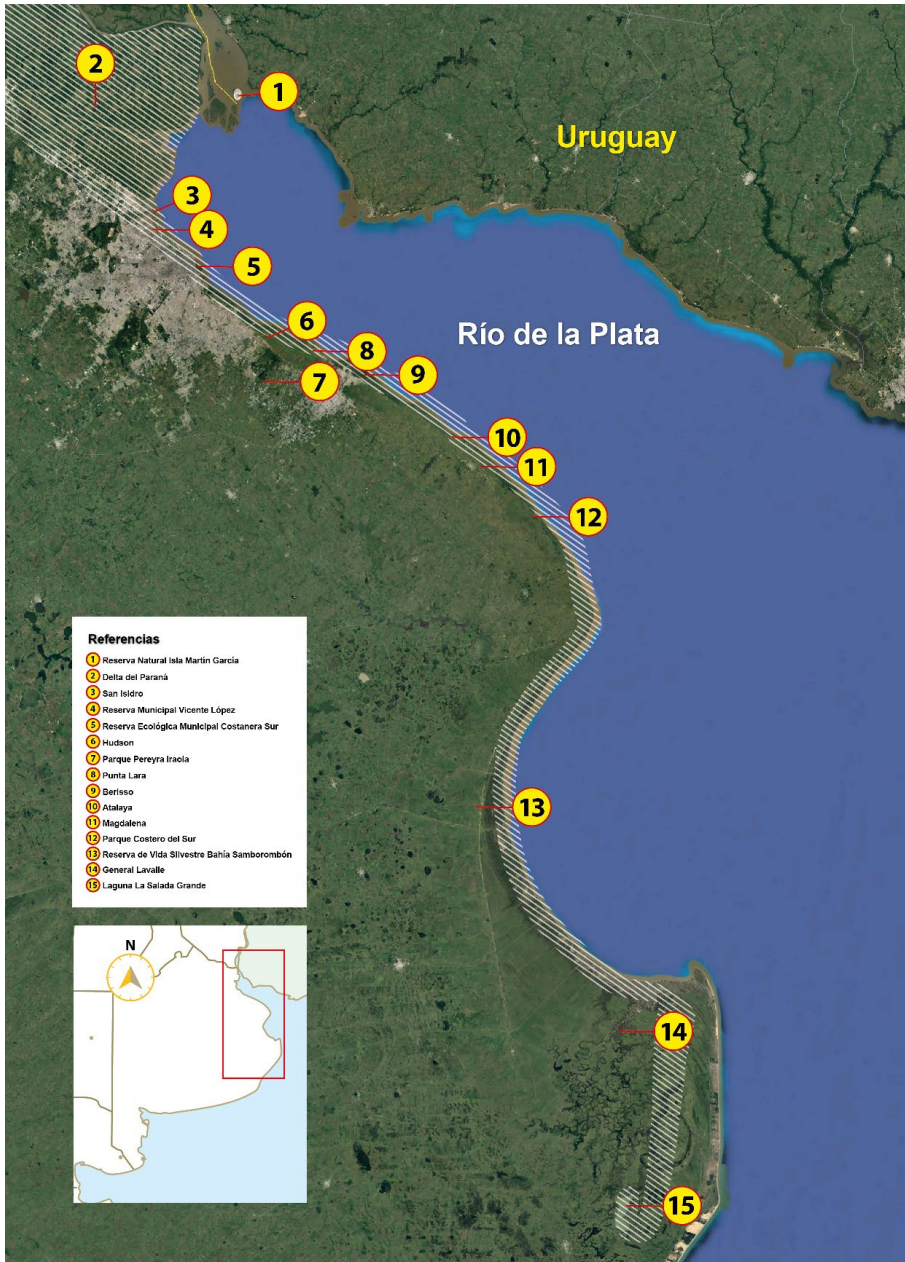 2
1
Uruguay
3
4
5
6
Río de la Plata
8
9
7
10
11
12
Referencias
1 Reserva Natural Isla Martín García
2 Delta del Paraná
3 San Isidro
4 Reserva Municipal Vicente López
5 Reserva Ecológica Municipal Costanera Sur
6 Hudson
7 Parque Pereyra Iraola
8 Punta Lara
9 Berisso
10 Atalaya
11 Magdalena
12 Parque Costero del Sur
13 Reserva de Vida Silvestre Bahía Samborombón
14 General Lavalle
15 Laguna La Salada Grande
13
N
14
15